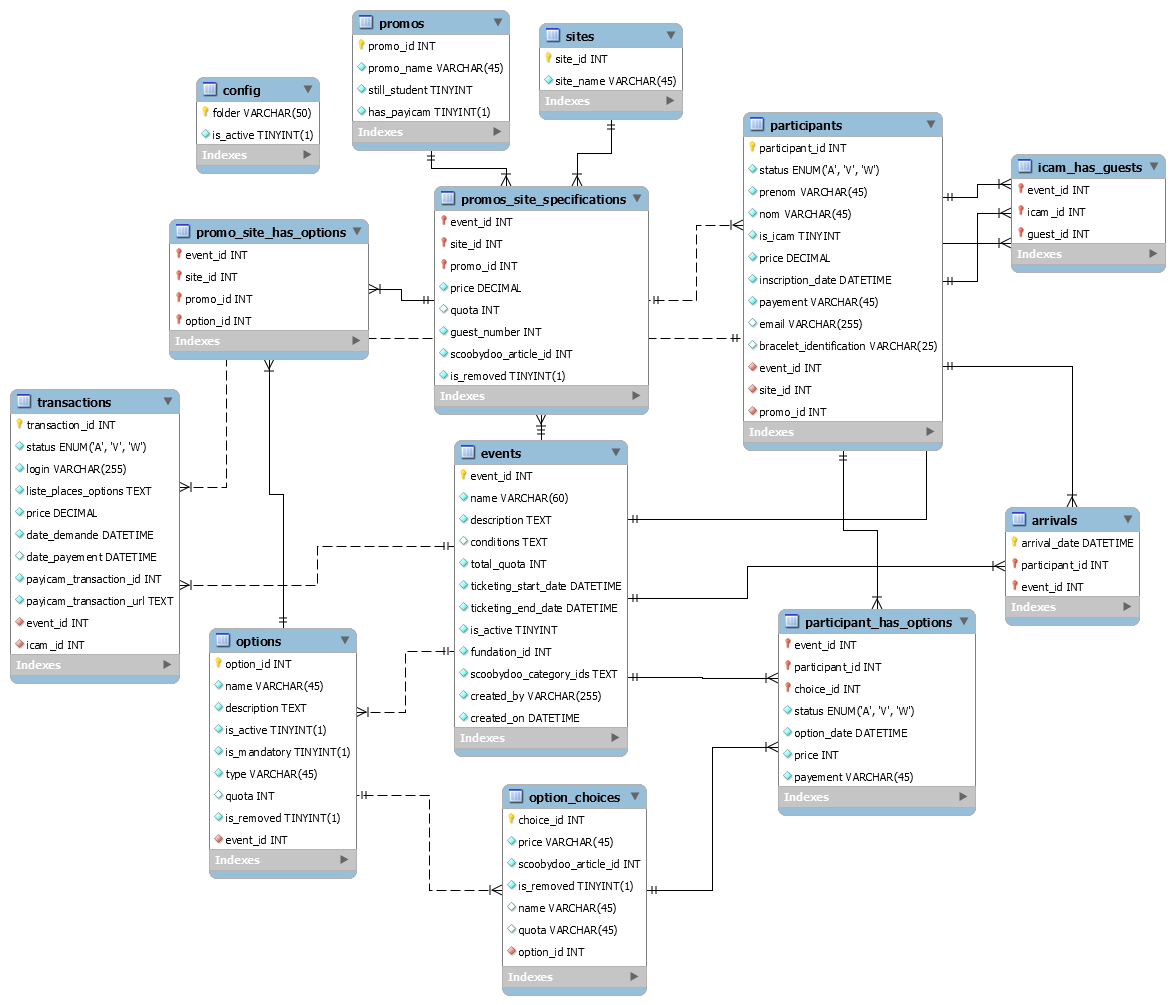 promos
promo_id INT
promo_name VARCHAR(45)
still_student TINYINT
has_payicam TINYINT(1)
Indexes
sites
site_id INT
site_name VARCHAR(45)
Indexes
config
folder VARCHAR(50)
is_active TINYINT(1)
Indexes
participants
participant_id INT
status ENUM('A', 'V', 'W')
prenom VARCHAR(45)
nom VARCHAR(45)
is_icam TINYINT
price DECIMAL
inscription_date DATETIME
payement VARCHAR(45)
email VARCHAR(255)
bracelet_identification VARCHAR(25)
event_id INT
site_id INT
promo_id INT
Indexes
icam_has_guests
event_id INT
icam_id INT
guest_id INT
Indexes
promos_site_specifications
event_id INT
site_id INT
promo_id INT
price DECIMAL
quota INT
guest_number INT
scoobydoo_article_id INT
is_removed TINYINT(1)
Indexes
promo_site_has_options
event_id INT
site_id INT
promo_id INT
option_id INT
Indexes
transactions
transaction_id INT
status ENUM('A', 'V', 'W')
login VARCHAR(255)
liste_places_options TEXT
price DECIMAL
date_demande DATETIME
date_payement DATETIME
payicam_transaction_id INT
payicam_transaction_url TEXT
event_id INT
icam_id INT
Indexes
events
event_id INT
name VARCHAR(60)
description TEXT
conditions TEXT
total_quota INT
ticketing_start_date DATETIME
ticketing_end_date DATETIME
is_active TINYINT
fundation_id INT
scoobydoo_category_ids TEXT
created_by VARCHAR(255)
created_on DATETIME
Indexes
arrivals
arrival_date DATETIME
participant_id INT
event_id INT
Indexes
options
option_id INT
name VARCHAR(45)
description TEXT
is_active TINYINT(1)
is_mandatory TINYINT(1)
type VARCHAR(45)
quota INT
is_removed TINYINT(1)
event_id INT
Indexes
participant_has_options
event_id INT
participant_id INT
choice_id INT
status ENUM('A', 'V', 'W')
option_date DATETIME
price INT
payement VARCHAR(45)
Indexes
option_choices
choice_id INT
price VARCHAR(45)
scoobydoo_article_id INT
is_removed TINYINT(1)
name VARCHAR(45)
quota VARCHAR(45)
option_id INT
Indexes